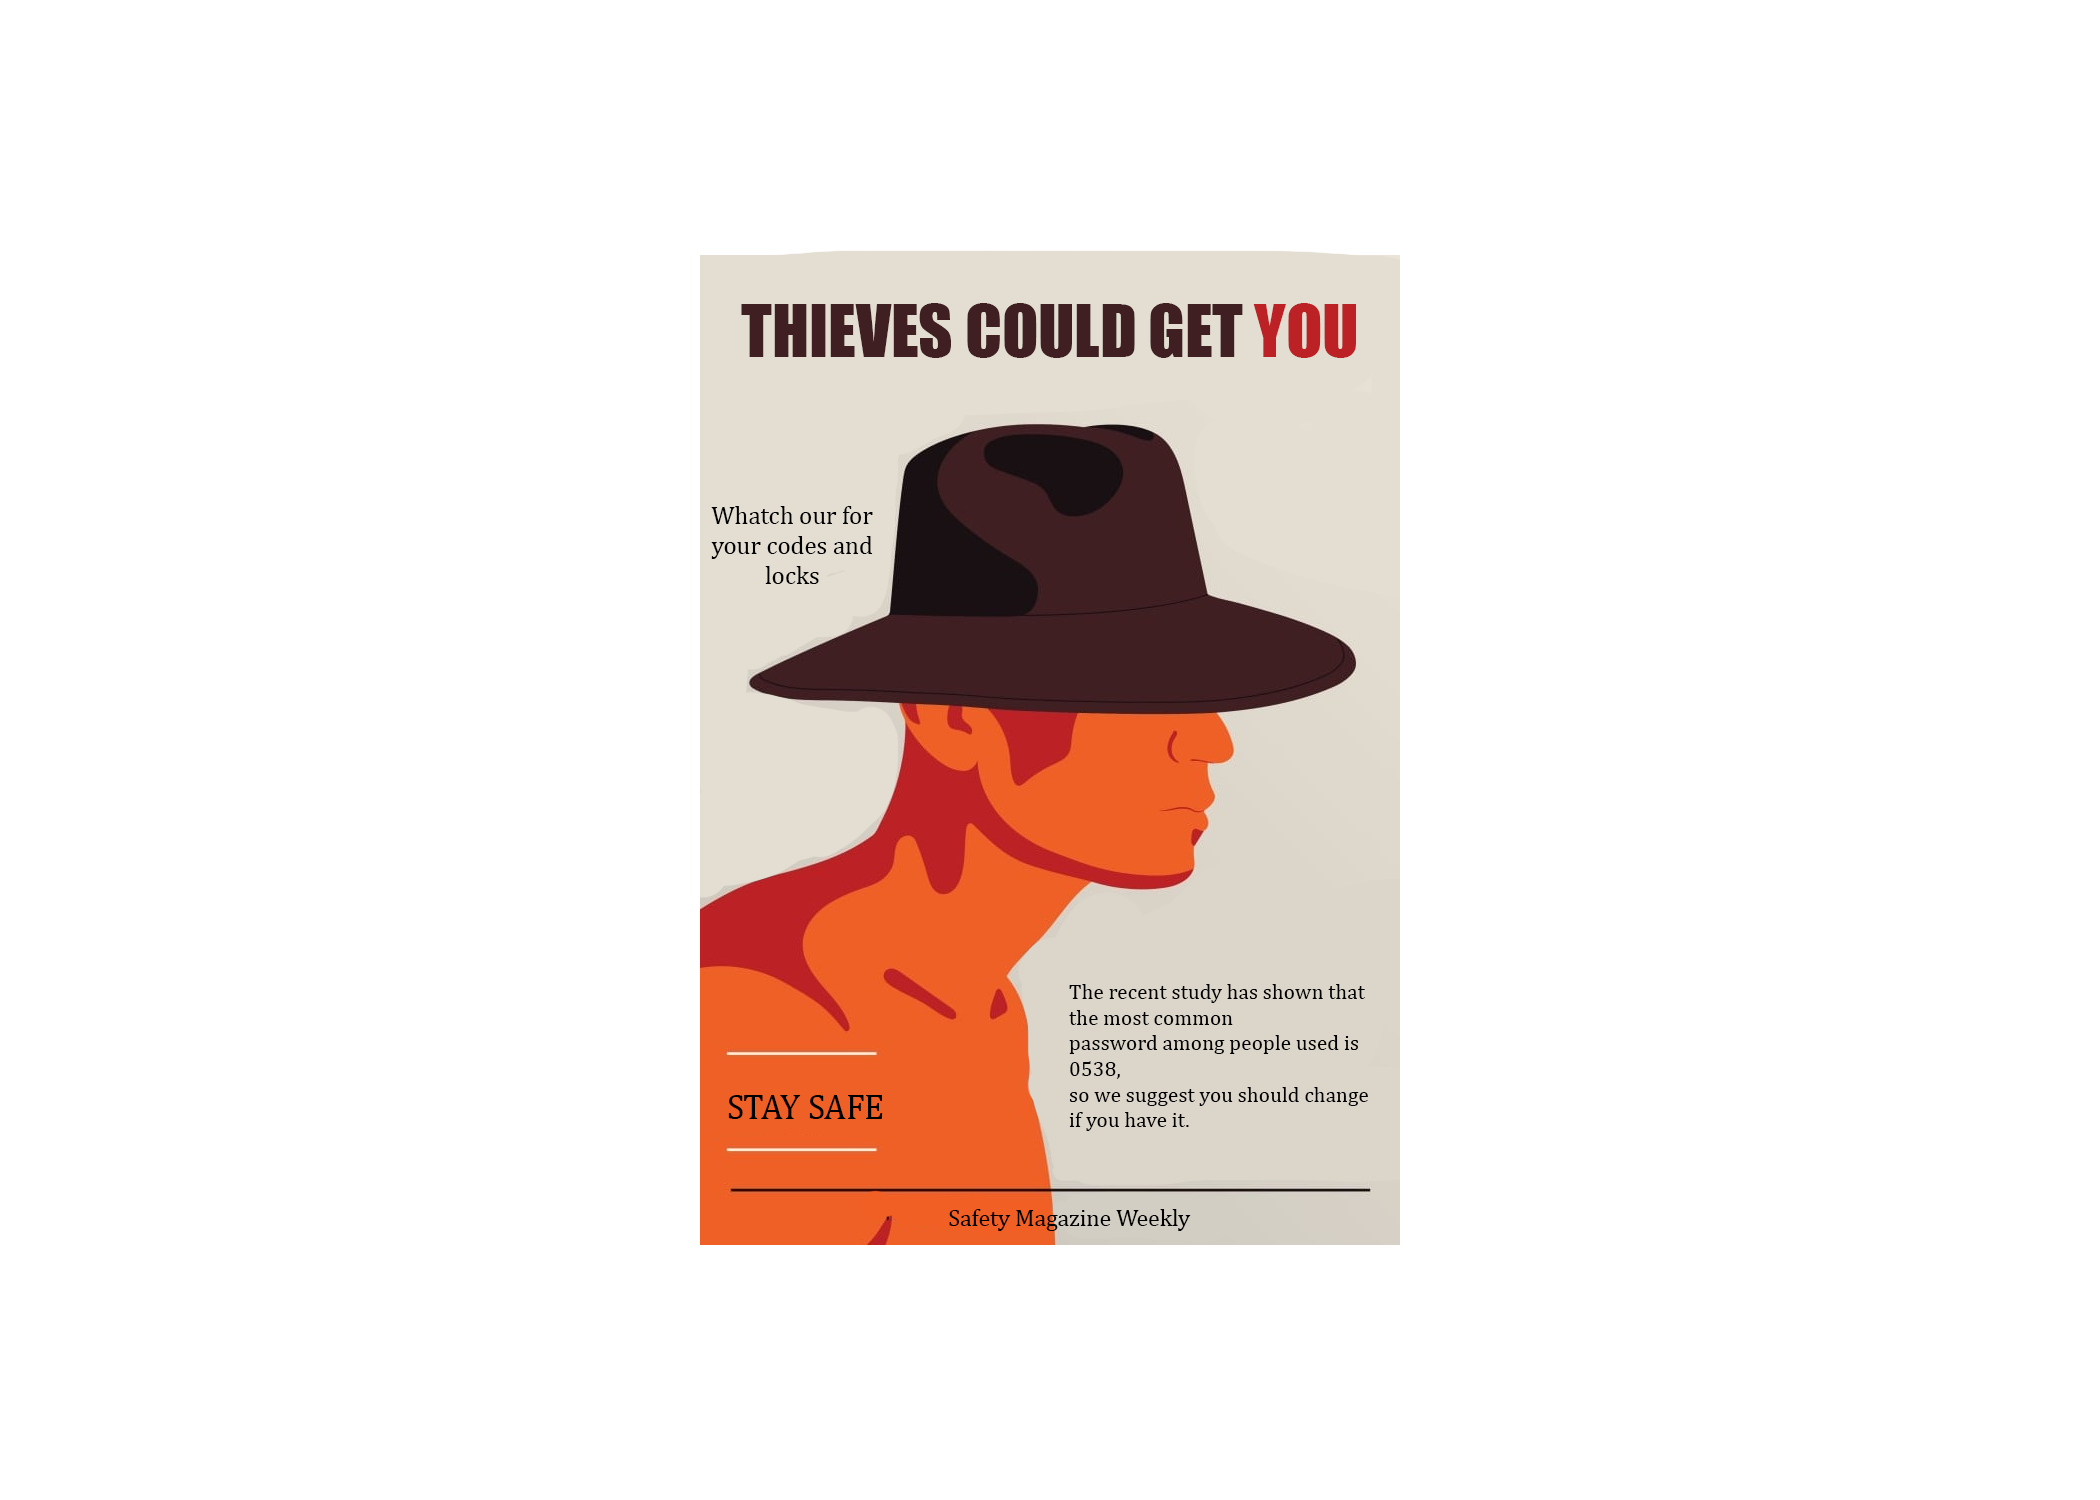 THIEVES COULD GET YOU
Whatch our for
your codes and
locks
The recent study has shown that
the most common
password among people used is
0538,
so we suggest you should change
if you have it.
STAY SAFE
Safety Magazine Weekly